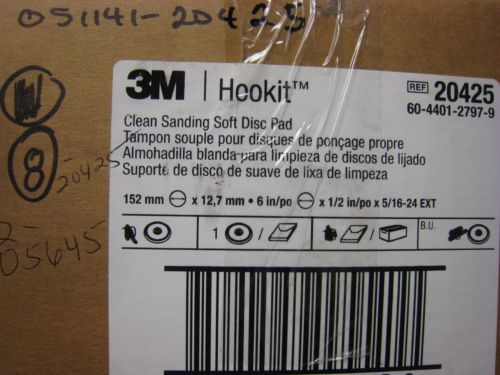 051141-20425
3M Hookit™
REF 20425
60-4401-2797-9
Clean Sanding Soft Disc Pad
Tampon souple pour disques de ponçage propre
Almohadilla blanda para limpieza de discos de lijado
Suporte de disco de suave de lixa de limpeza
152 mm x 12,7 mm • 6 in/po x 1/2 in/po x 5/16-24 EXT
8
20425
1 / / B.U.
05645